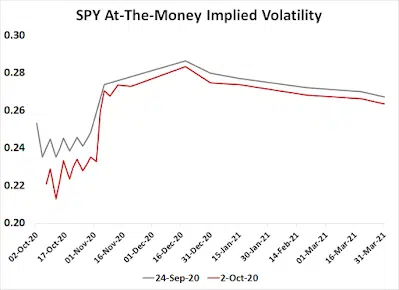 SPY At-The-Money Implied Volatility
0.30
0.28
0.26
0.24
0.22
0.20
02-Oct-20
17-Oct-20
01-Nov-20
16-Nov-20
01-Dec-20
16-Dec-20
31-Dec-20
15-Jan-21
30-Jan-21
14-Feb-21
01-Mar-21
16-Mar-21
31-Mar-21
24-Sep-20
2-Oct-20